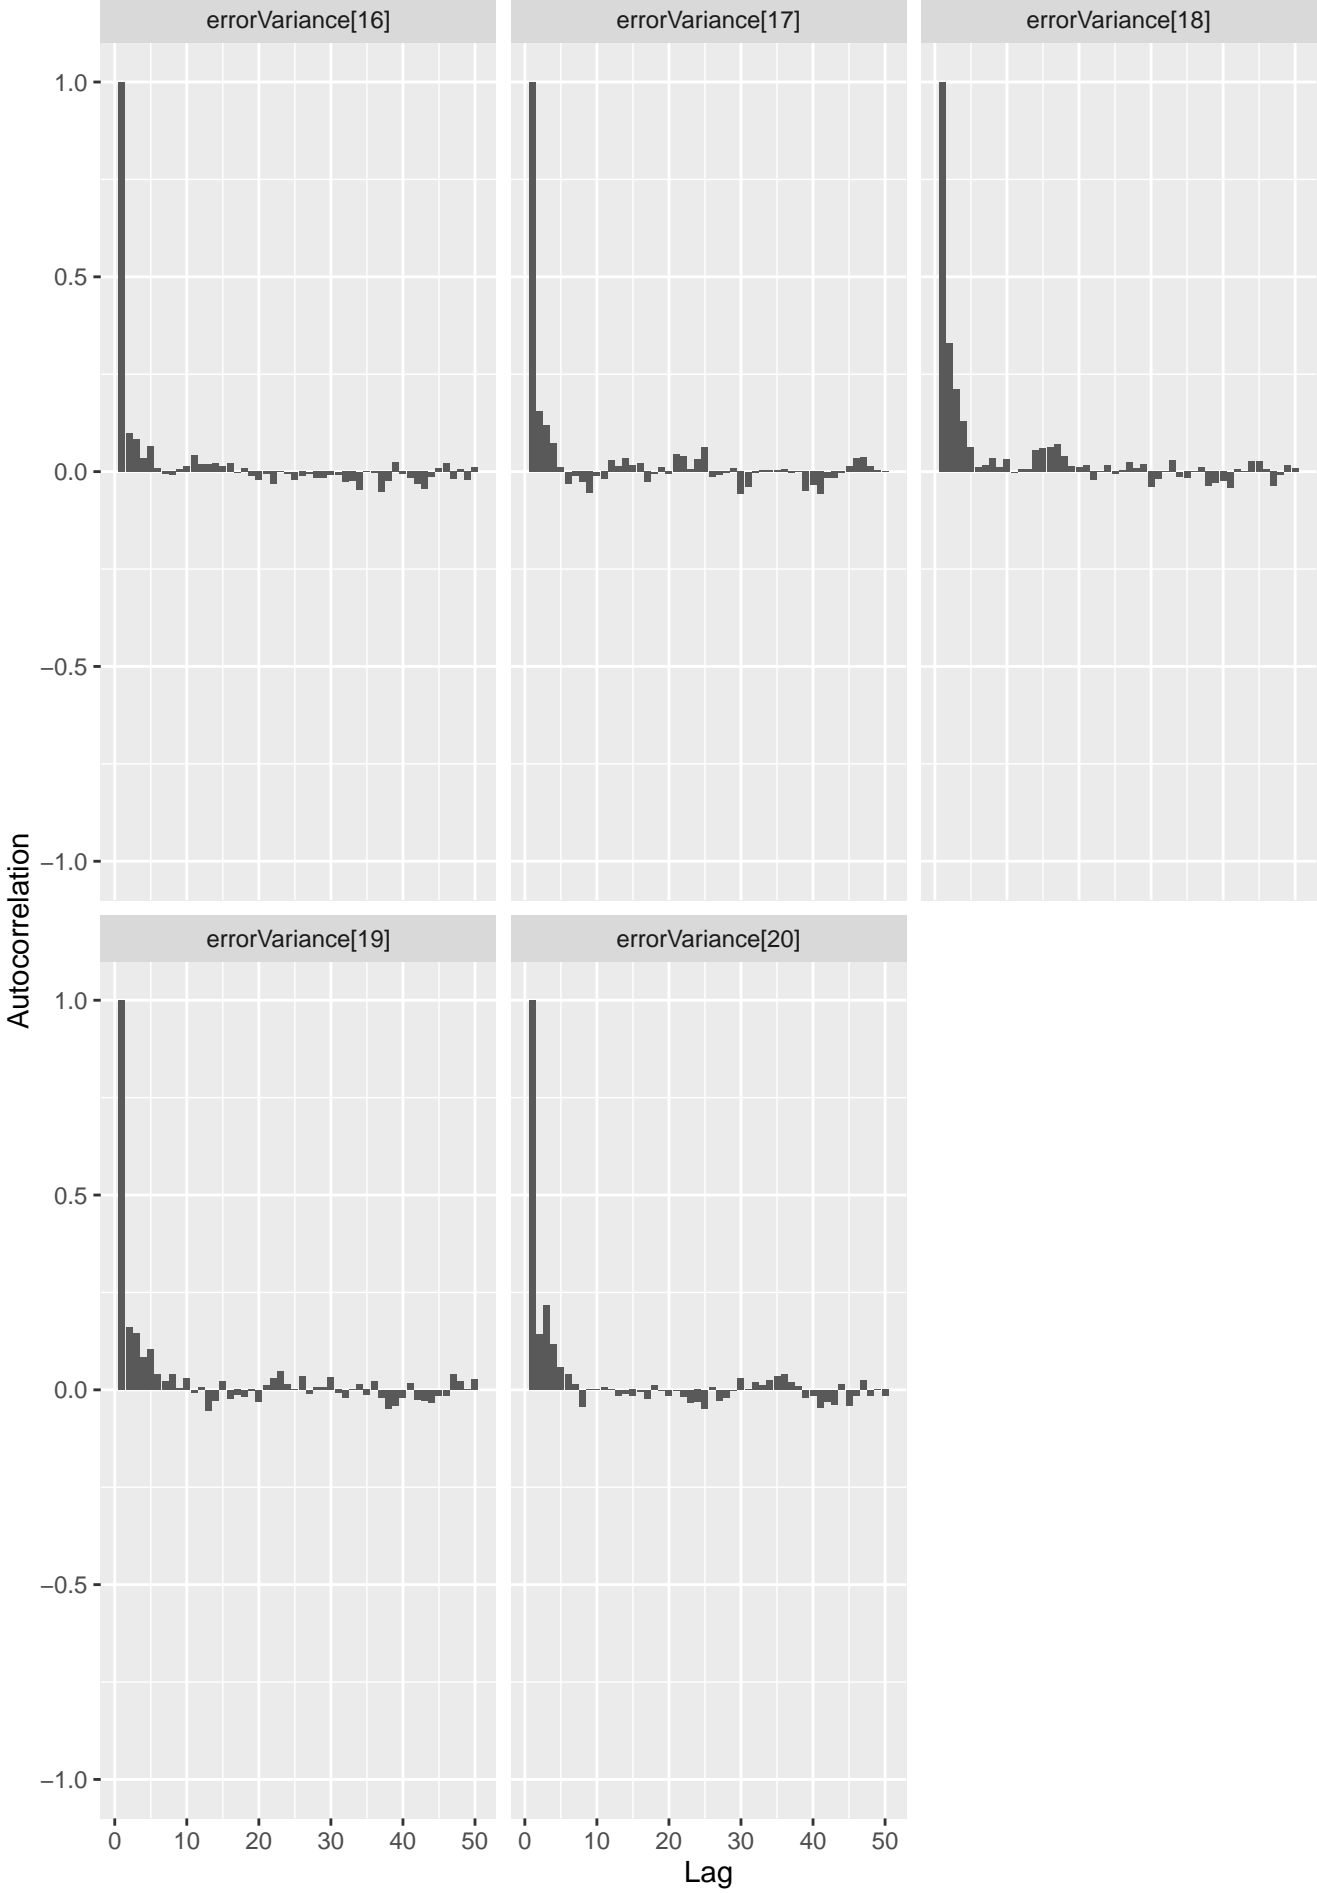 errorVariance[16] errorVariance[17] errorVariance[18]
1.0
0.5
0.0
−0.5
−1.0
Autocorrelation
errorVariance[19] errorVariance[20]
1.0
0.5
0.0
−0.5
−1.0
0 10 20 30 40 50 0 10 20 30 40 50
Lag